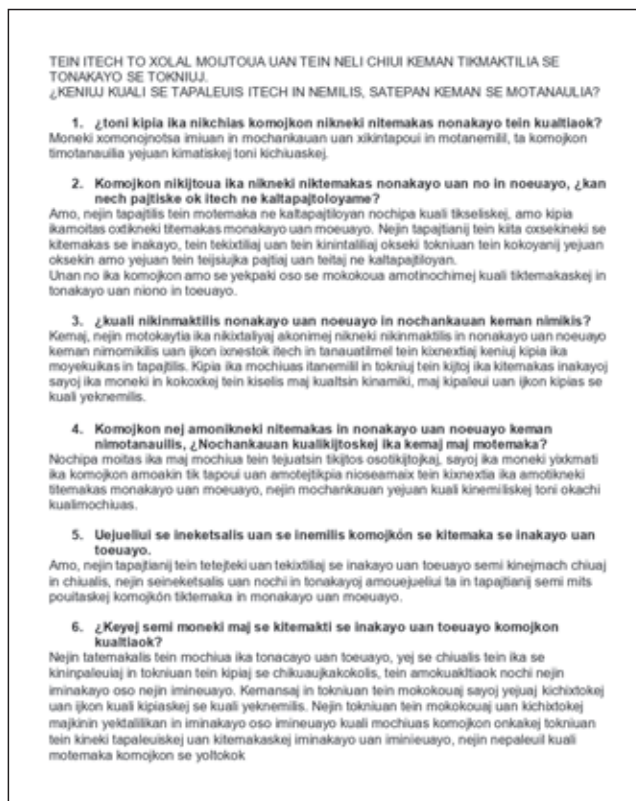 TEIN ITECH TO XOLAL MOIJTOUA UAN TEIN NELI CHIUI KEMAN TIKMAKTILIA SE
TONAKAYO SE TOKNIUJ.
¿KENIUJ KUALI SE TAPALEUIS ITECH IN NEMILIS, SATEPAN KEMAN SE MOTANAUILIA?
1. ¿toni kipia ika nikchias komojkon nikneki nitemakas nonakayo tein kualtiaok?
Moneki xomonojnotsa imiuan in mochankauan uan xikintapoui in motanemilil, ta komojkon
timotanauilia yejuan kimatiskej toni kichiuaskej.
2. Komojkon nikijtoua ika nikneki niktemakas nonakayo uan no in noeuayo, ¿kan
nech pajtiske ok itech ne kaltapajtoloyame?
Amo, nejin tapajtilis tein motemaka ne kaltapajtiloyan nochipa kuali tikseliskej, amo kipia
ikamoitas oxtikneki titemakas monakayo uan moeuayo. Nejin tapajtianij tein kiita oxsekineki se
kitemakas se inakayo, tein tekixtiliaj uan tein kinintaliliaj okseki tokniuan tein kokoyanij yejuan
oksekin amo yejuan tein teijsiujka pajtiaj uan teitaj ne kaltapajtiloyan.
Unan no ika komojkon amo se yekpaki oso se mokokoua amotinochimej kuali tiktemakaskej in
tonakayo uan niono in toeuayo.
3. ¿kuali nikinmaktilis nonakayo uan noeuayo in nochankauan keman nimikis?
Kemaj, nejin motokaytia ika nikixtaliyaj akonimej nikneki nikinmaktilis in nonakayo uan noeuayo
keman nimomikilis uan ijkon ixnestok itech in tanauatilmel tein kixnextiaj keniuj kipia ika
moyekuikas in tapajtilis. Kipia ika mochiuas itanemilil in tokniuj tein kijtoj ika kitemakas inakayoj
sayoj ika moneki in kokoxkej tein kiselis maj kualtsin kinamiki, maj kipaleui uan ijkon kipias se
kuali yeknemilis.
4. Komojkon nej amonikneki nitemakas in nonakayo uan noeuayo keman
nimotanauilis, ¿Nochankauan kualikijtoskej ika kemaj maj motemaka?
Nochipa moitas ika maj mochiua tein tejuatsin tikijtos osotikijtojkaj, sayoj ika moneki yixkmati
ika komojkon amoakin tik tapoui uan amotejtikpia nioseamaix tein kixnextia ika amotikneki
titemakas monakayo uan moeuayo, nejin mochankauan yejuan kuali kinemiliskej toni okachi
kualimochiuas.
5. Uejueliui se ineketsalis uan se inemilis komojkón se kitemaka se inakayo uan
toeuayo.
Amo, nejin tapajtianij tein tetejteki uan tekixtiliaj se inakayo uan toeuayo semi kinejmach chiuaj
in chiualis, nejin seineketsalis uan nochi in tonakayoj amouejueliui ta in tapajtianij semi mits
pouitaskej komojkón tiktemaka in monakayo uan moeuayo.
6. ¿Keyej semi moneki maj se kitemakti se inakayo uan toeuayo komojkon
kualtiaok?
Nejin tatemakalis tein mochiua ika tonacayo uan toeuayo, yej se chiualis tein ika se
kininpaleuiaj in tokniuan tein kipiaj se chikuaujkakokolis, tein amokuakltiaok nochi nejin
iminakayo oso nejin imineuayo. Kemansaj in tokniuan tein mokokouaj sayoj yejuaj kichixtokej
uan ijkon kuali kipiaskej se kuali yeknemilis. Nejin tokniuan tein mokokouaj uan kichixtokej
majkinin yektalilikan in iminakayo oso imineuayo kuali mochiuas komojkon onkakej tokniuan
tein kineki tapaleuiskej uan kitemakaskej iminakayo uan iminieuayo, nejin nepaleuil kuali
motemaka komojkon se yoltokok